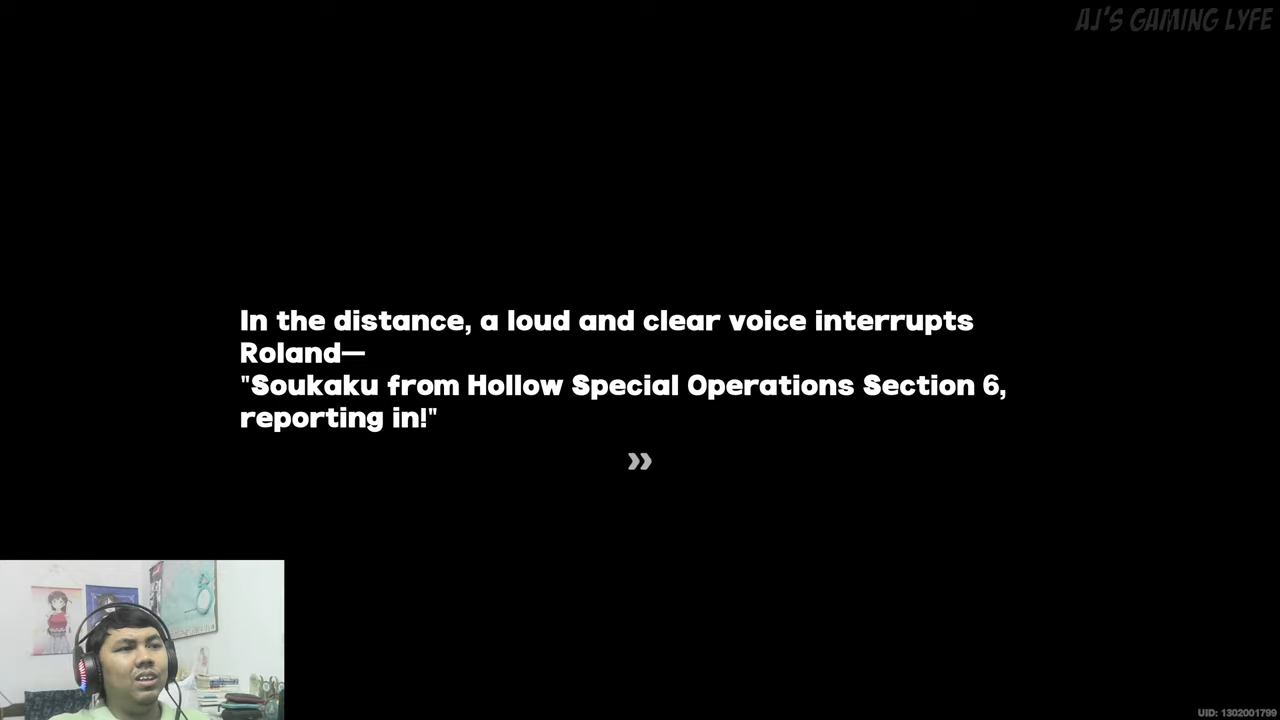 AJ'S GAMING LYFE
In the distance, a loud and clear voice interrupts
Roland—
"Soukaku from Hollow Special Operations Section 6,
reporting in!"
UID: 1302001799